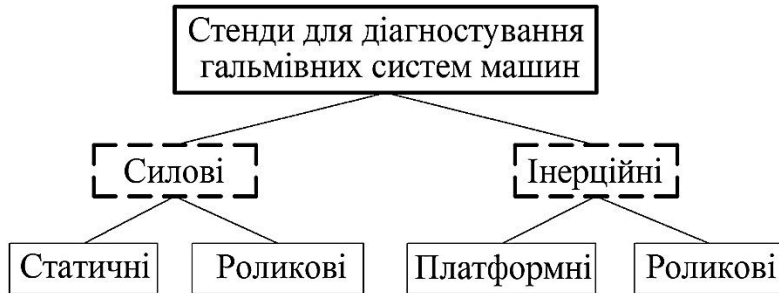 Стенди для діагностування
гальмівних систем машин
Силові
Інерційні
Статичні
Роликові
Платформні
Роликові